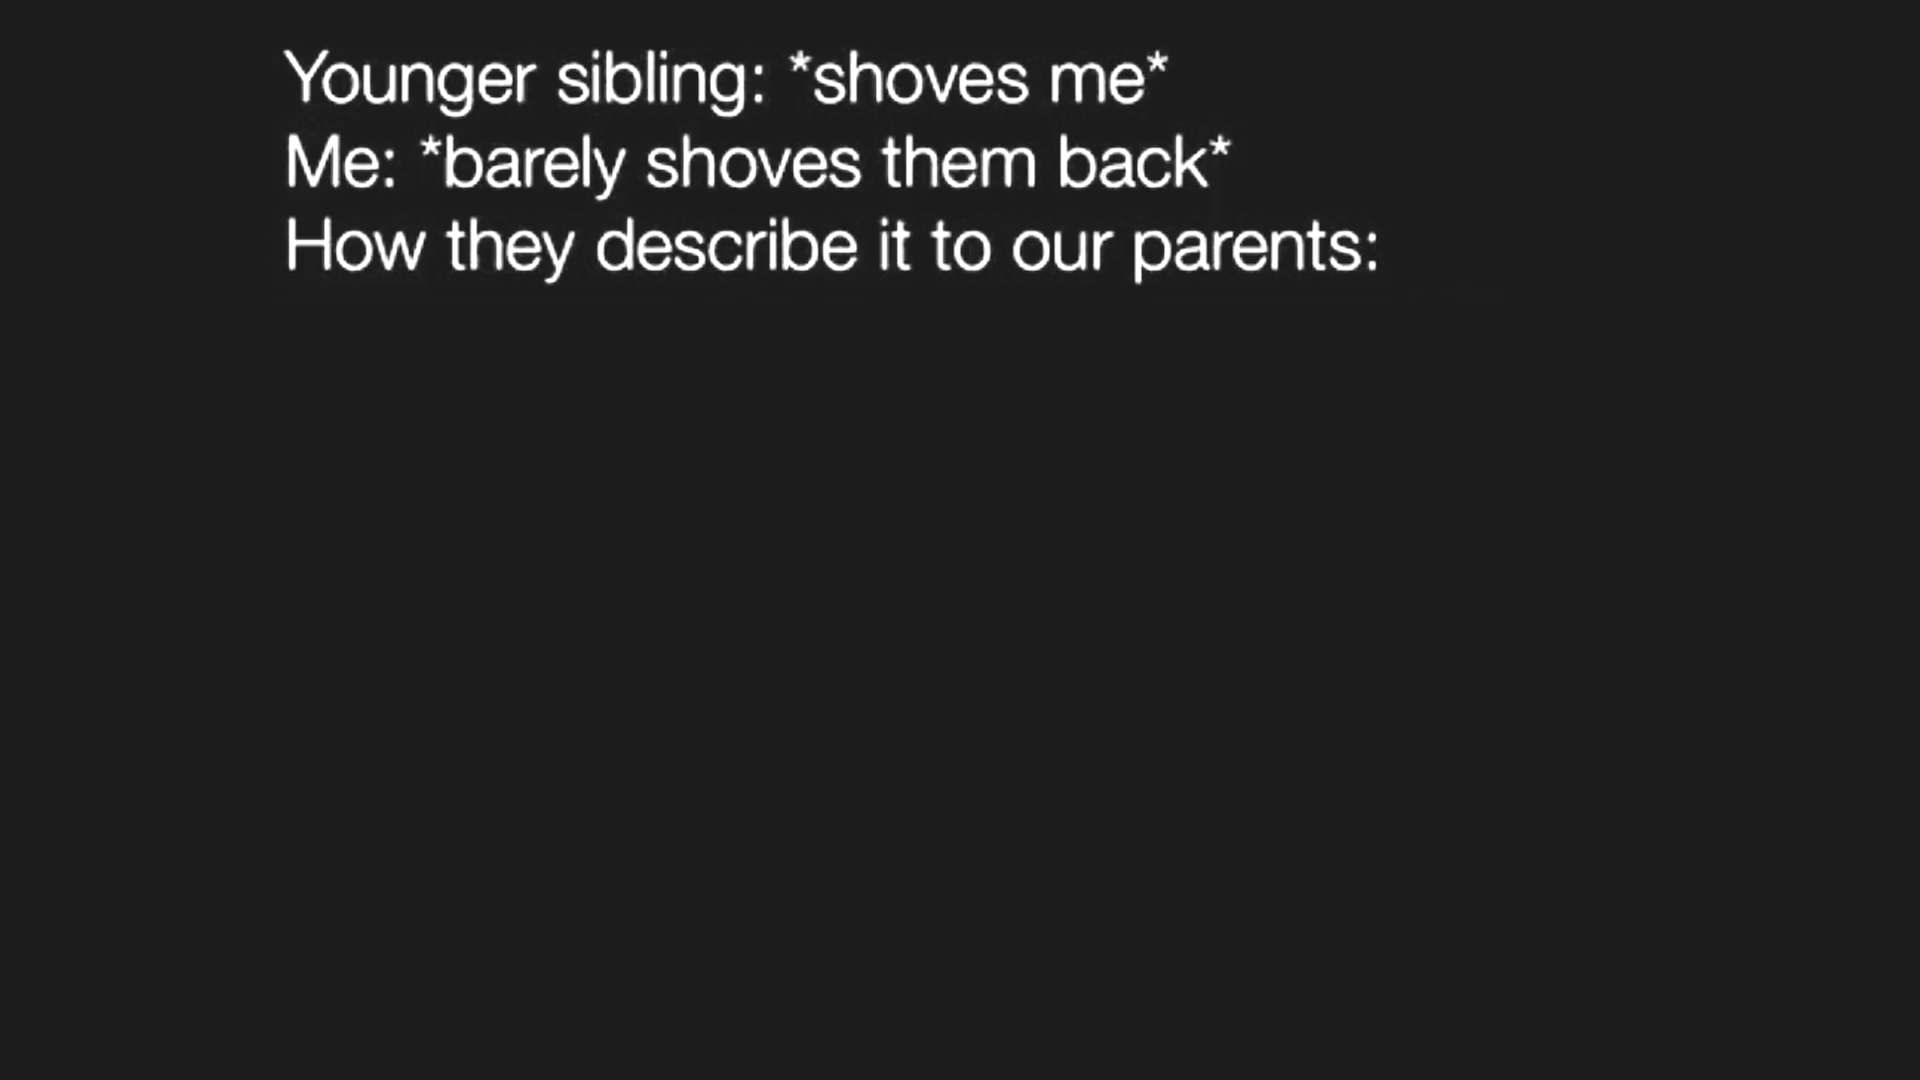 Younger sibling: *shoves me*
Me: *barely shoves them back*
How they describe it to our parents: